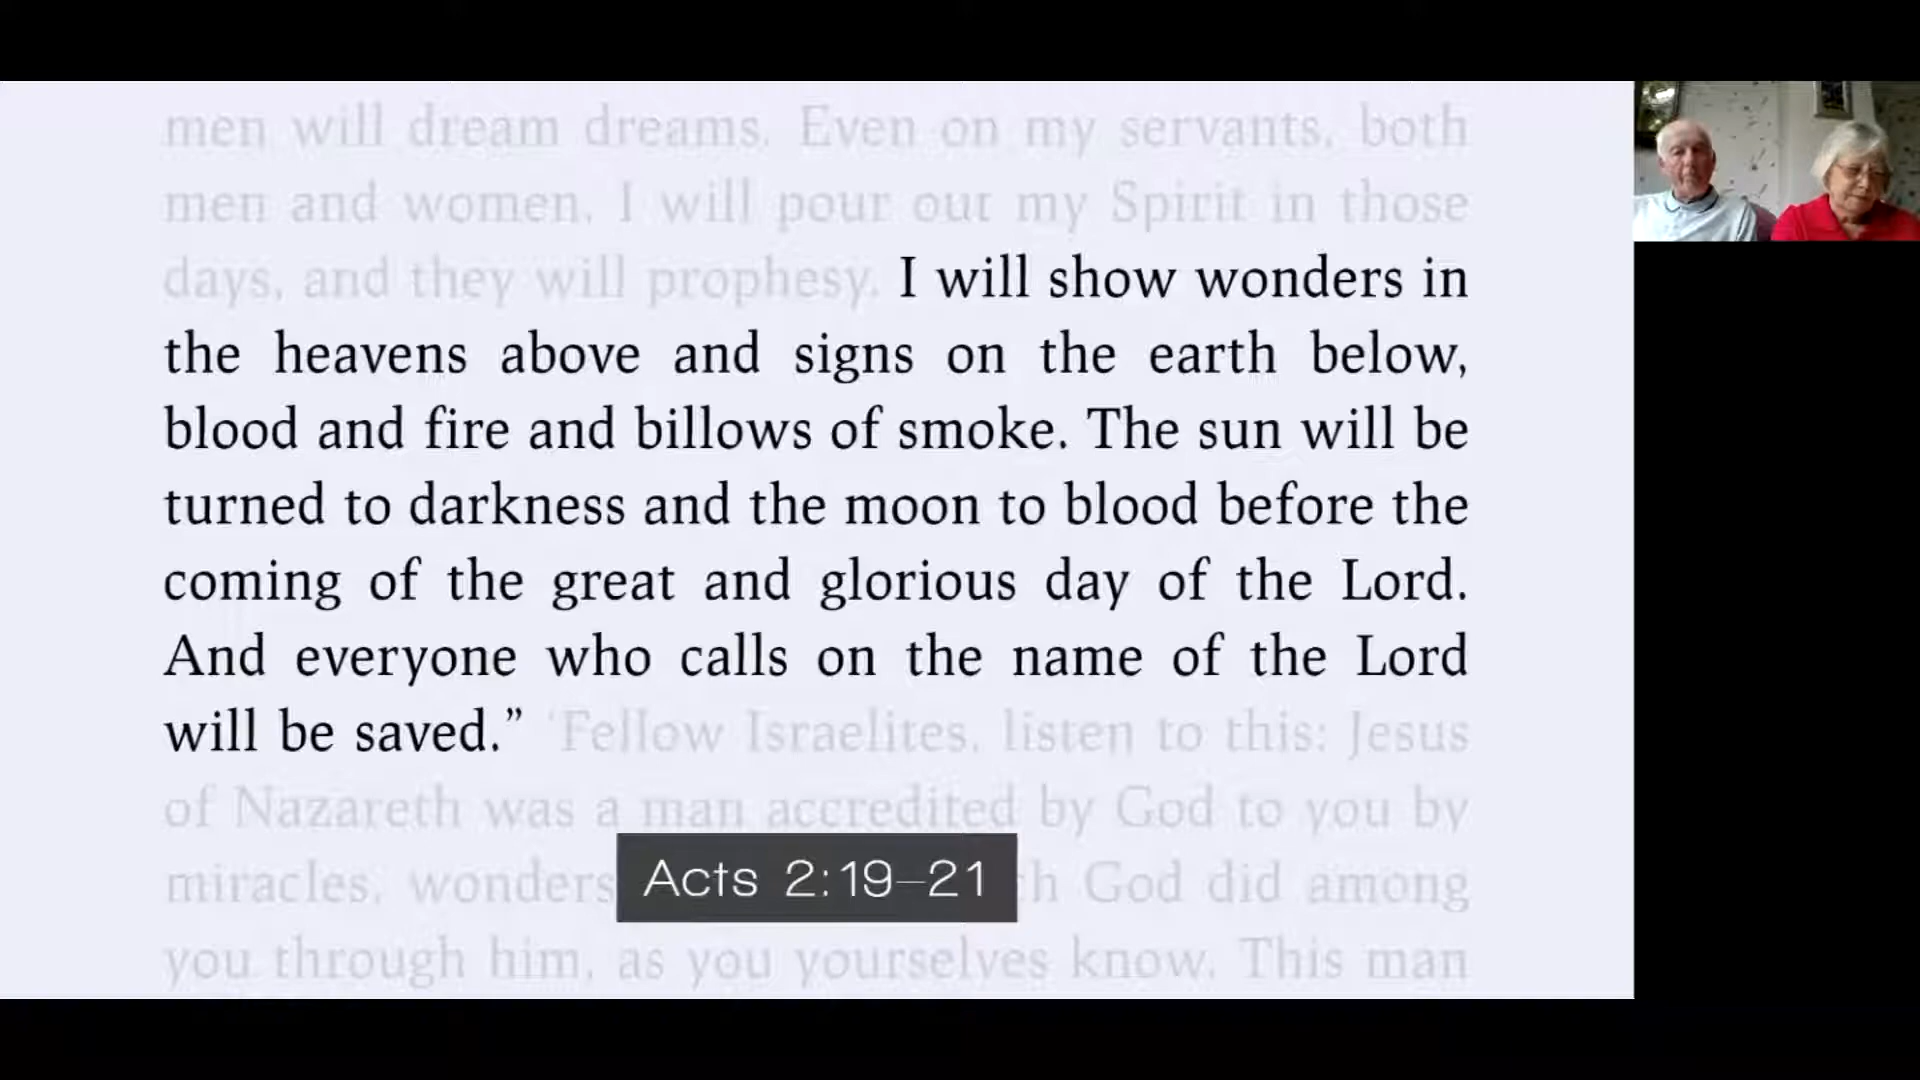 men will dream dreams. Even on my servants, both
men and women, I will pour out my Spirit in those
days, and they will prophesy. I will show wonders in
the heavens above and signs on the earth below,
blood and fire and billows of smoke. The sun will be
turned to darkness and the moon to blood before the
coming of the great and glorious day of the Lord.
And everyone who calls on the name of the Lord
will be saved.” ‘Fellow Israelites, listen to this: Jesus
of Nazareth was a man accredited by God to you by
miracles, wonders God did among
you through him, as you yourselves know. This man
Acts 2:19–21